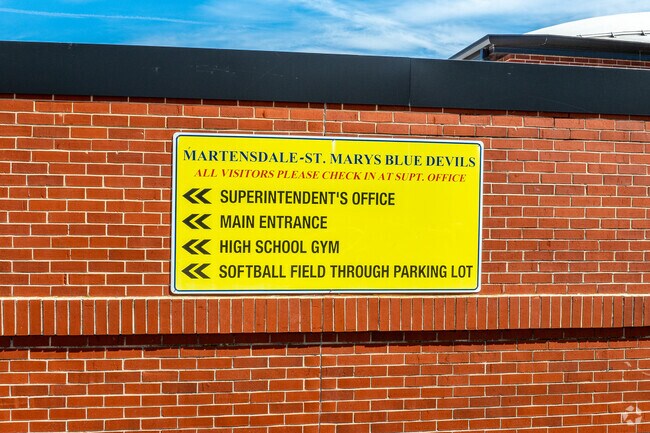 MARTENSDALE-ST. MARYS BLUE DEVILS
ALL VISITORS PLEASE CHECK IN AT SUPT. OFFICE
SUPERINTENDENT'S OFFICE
MAIN ENTRANCE
HIGH SCHOOL GYM
SOFTBALL FIELD THROUGH PARKING LOT